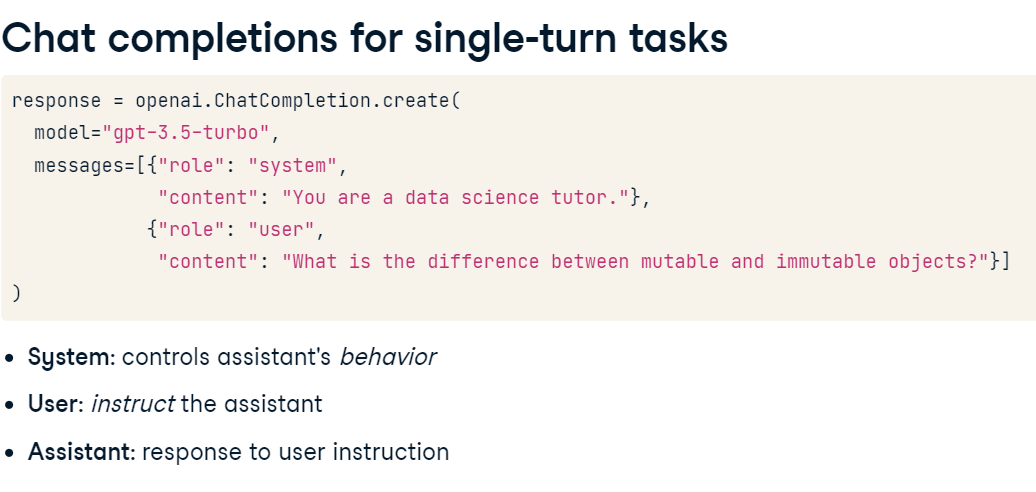 Chat completions for single-turn tasks
response = openai.ChatCompletion.create(
  model="gpt-3.5-turbo",
  messages=[{"role": "system",
             "content": "You are a data science tutor."},
            {"role": "user",
             "content": "What is the difference between mutable and immutable objects?"}]
)
• System: controls assistant's behavior
• User: instruct the assistant
• Assistant: response to user instruction